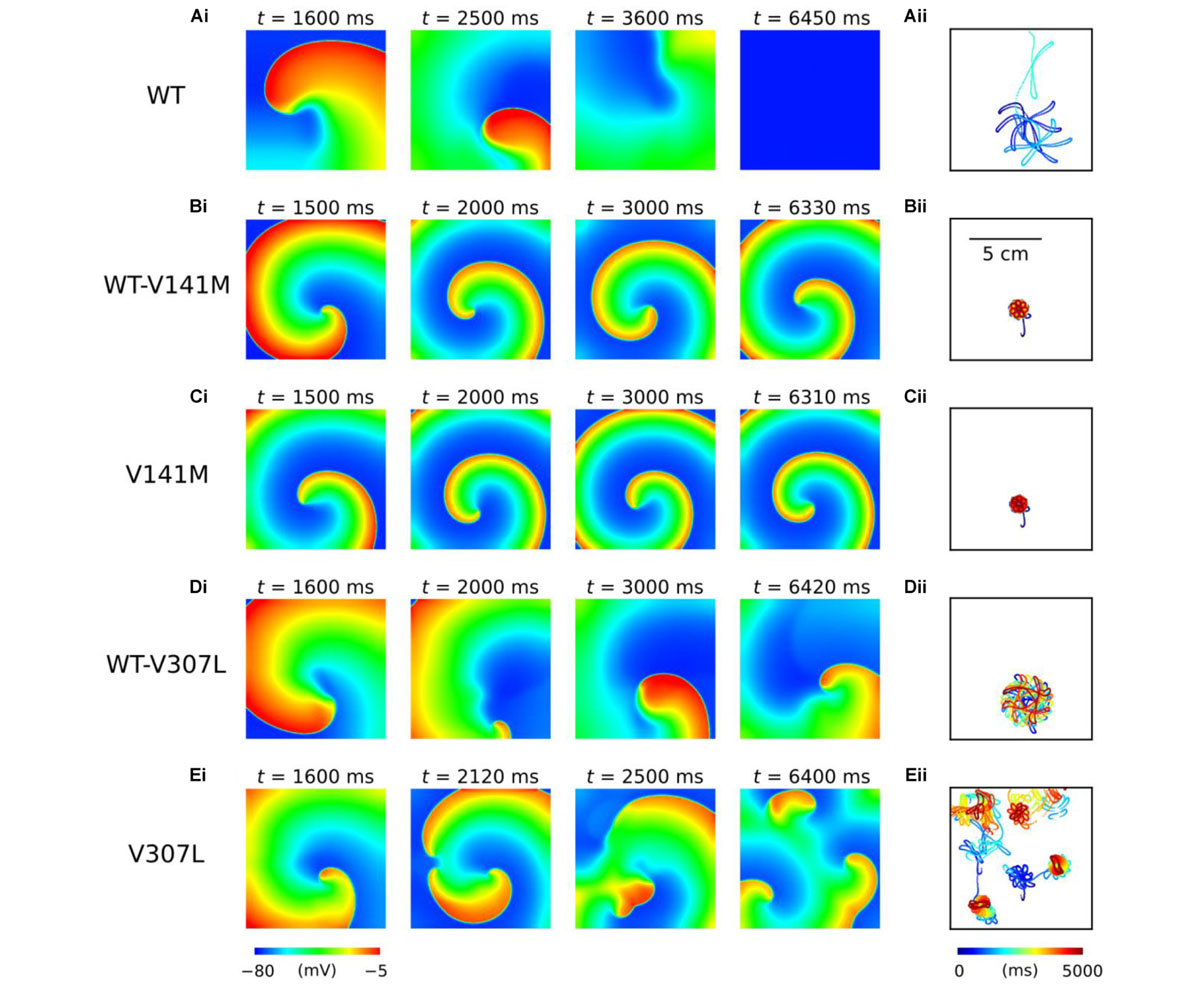 Ai t = 1600 ms t = 2500 ms t = 3600 ms t = 6450 ms Aii
WT
Bi t = 1500 ms t = 2000 ms t = 3000 ms t = 6330 ms Bii
WT-V141M
5 cm
Ci t = 1500 ms t = 2000 ms t = 3000 ms t = 6310 ms Cii
V141M
Di t = 1600 ms t = 2000 ms t = 3000 ms t = 6420 ms Dii
WT-V307L
Ei t = 1600 ms t = 2120 ms t = 2500 ms t = 6400 ms Eii
V307L
−80 (mV) −5 0 (ms) 5000